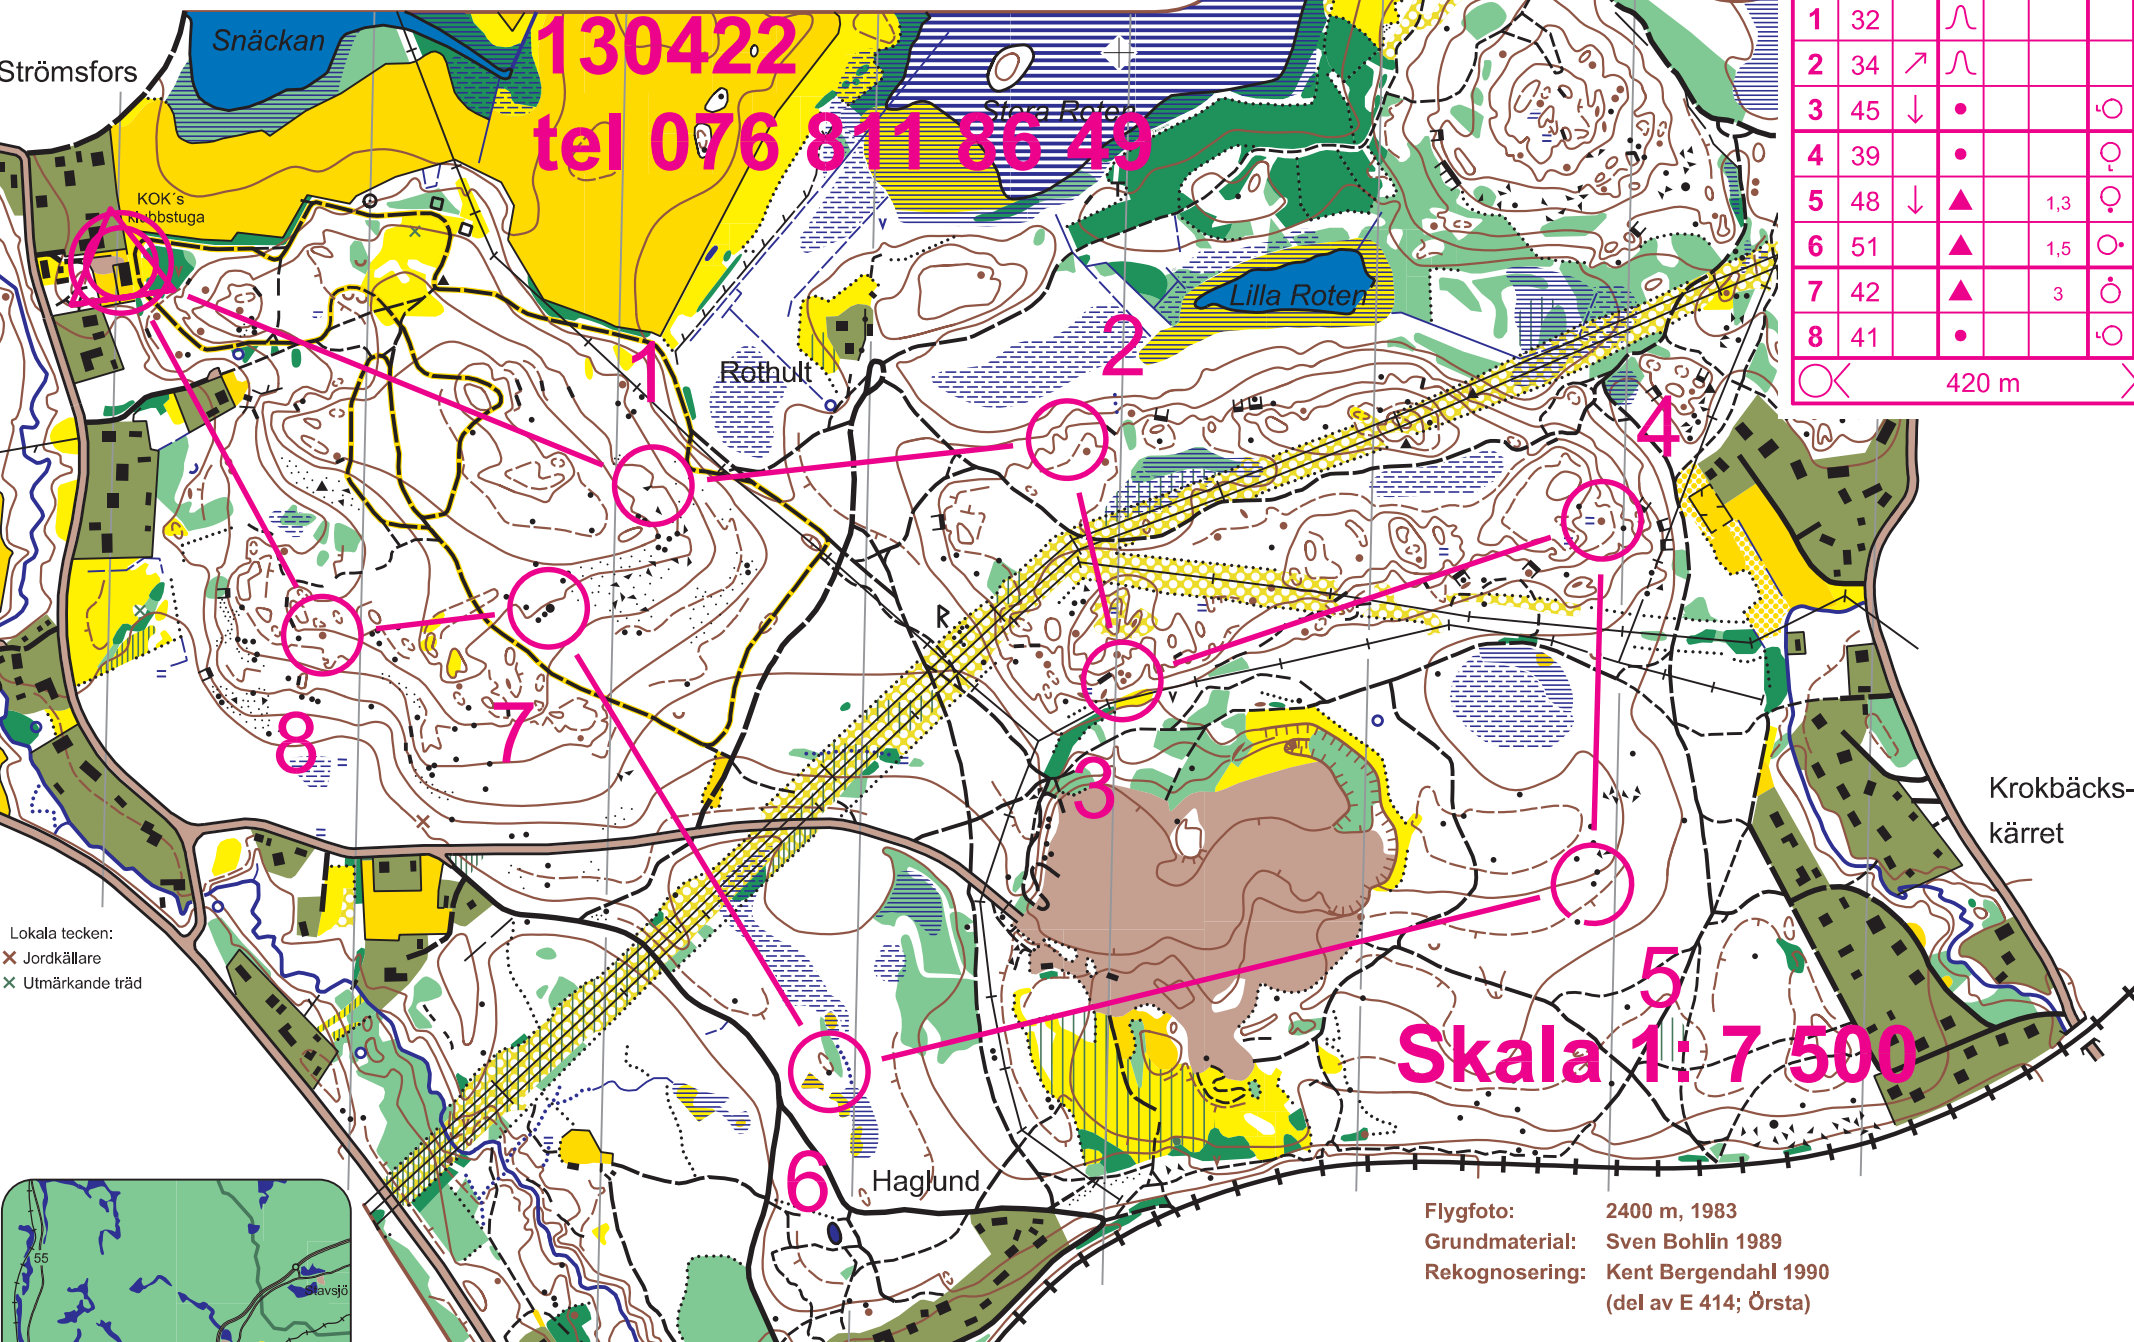 130422
tel 076 811 86 49
Snäckan
Strömsfors
Stora Roten
KOK´s
klubbstuga
Lilla Roten
Rothult
1
2
3
4
5
6
7
8
1 32
2 34
3 45
4 39
5 48 1,3
6 51 1,5
7 42 3
8 41
420 m
Krokbäcks-
kärret
Lokala tecken:
Jordkällare
Utmärkande träd
Skala 1: 7 500
Haglund
55
Stavsjö
Flygfoto: 2400 m, 1983
Grundmaterial: Sven Bohlin 1989
Rekognosering: Kent Bergendahl 1990
(del av E 414; Örsta)